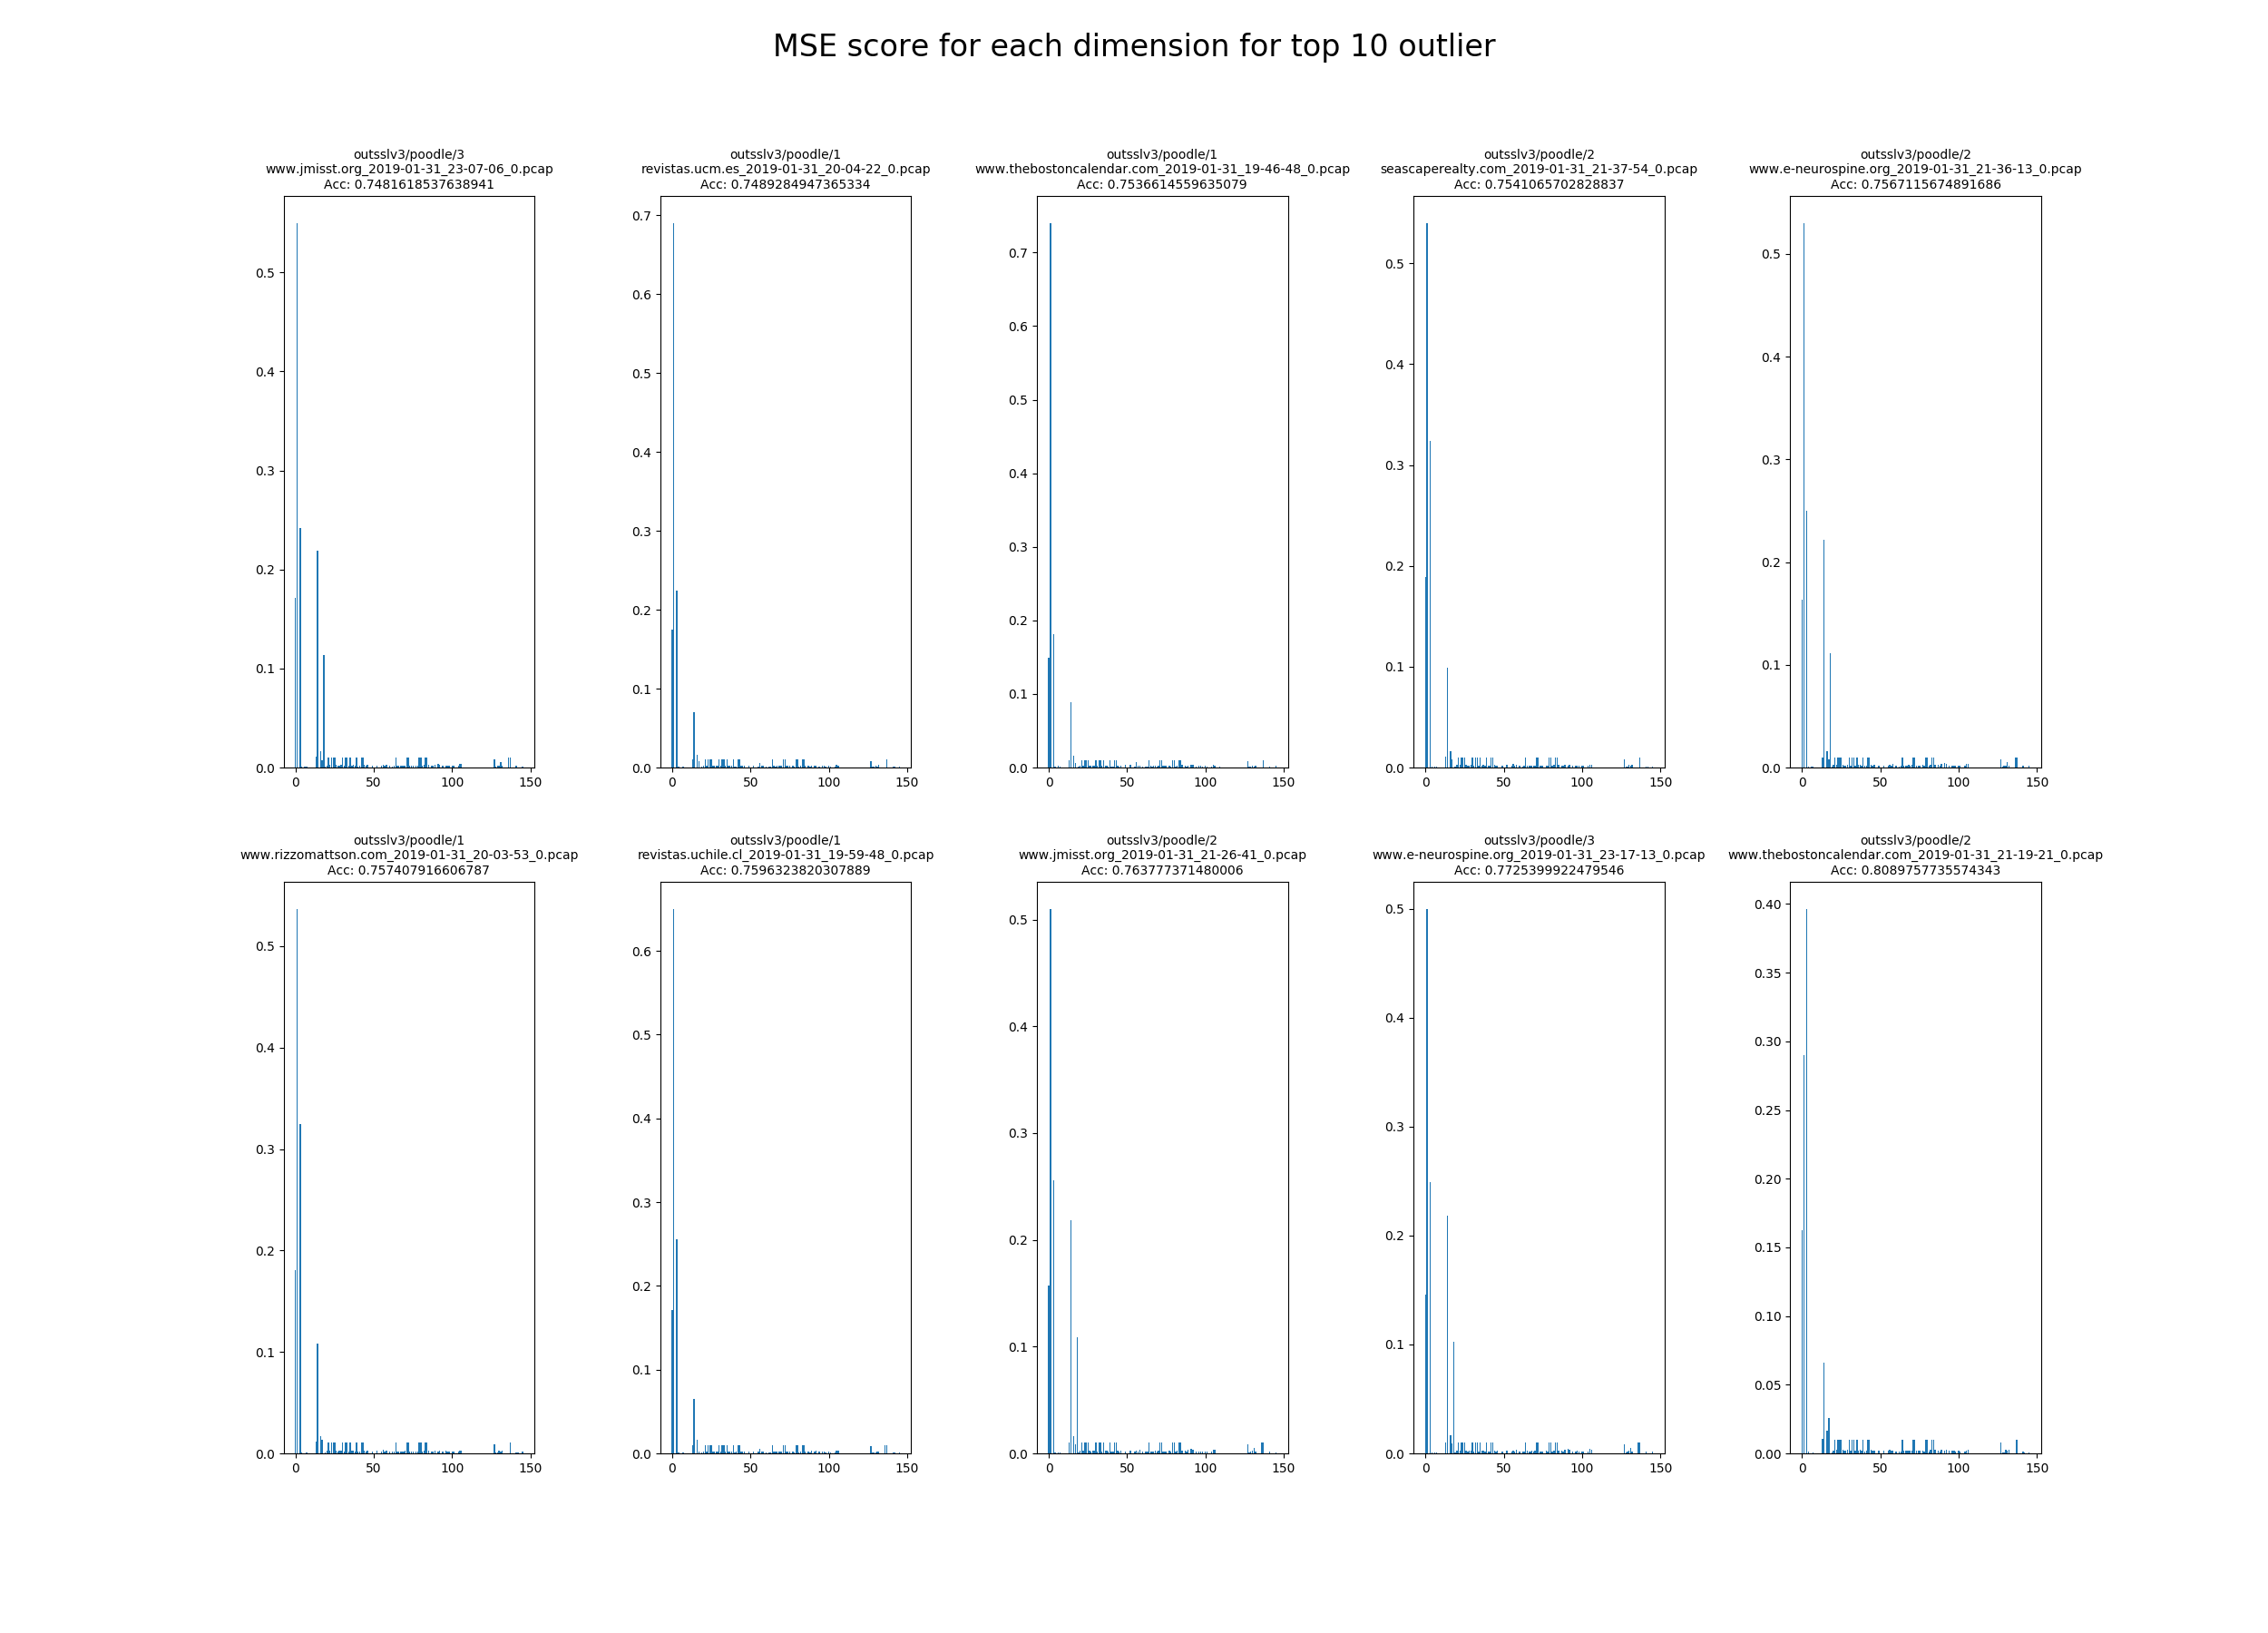 MSE score for each dimension for top 10 outlier
outsslv3/poodle/3
www.jmisst.org_2019-01-31_23-07-06_0.pcap
Acc: 0.7481618537638941
0.5
0.4
0.3
0.2
0.1
0.0
0 50 100 150
outsslv3/poodle/1
revistas.ucm.es_2019-01-31_20-04-22_0.pcap
Acc: 0.7489284947365334
0.7
0.6
0.5
0.4
0.3
0.2
0.1
0.0
0 50 100 150
outsslv3/poodle/1
www.thebostoncalendar.com_2019-01-31_19-46-48_0.pcap
Acc: 0.7536614559635079
0.7
0.6
0.5
0.4
0.3
0.2
0.1
0.0
0 50 100 150
outsslv3/poodle/2
seascaperealty.com_2019-01-31_21-37-54_0.pcap
Acc: 0.7541065702828837
0.5
0.4
0.3
0.2
0.1
0.0
0 50 100 150
outsslv3/poodle/2
www.e-neurospine.org_2019-01-31_21-36-13_0.pcap
Acc: 0.7567115674891686
0.5
0.4
0.3
0.2
0.1
0.0
0 50 100 150
outsslv3/poodle/1
www.rizzomattson.com_2019-01-31_20-03-53_0.pcap
Acc: 0.757407916606787
0.5
0.4
0.3
0.2
0.1
0.0
0 50 100 150
outsslv3/poodle/1
revistas.uchile.cl_2019-01-31_19-59-48_0.pcap
Acc: 0.7596323820307889
0.6
0.5
0.4
0.3
0.2
0.1
0.0
0 50 100 150
outsslv3/poodle/2
www.jmisst.org_2019-01-31_21-26-41_0.pcap
Acc: 0.763777371480006
0.5
0.4
0.3
0.2
0.1
0.0
0 50 100 150
outsslv3/poodle/3
www.e-neurospine.org_2019-01-31_23-17-13_0.pcap
Acc: 0.7725399922479546
0.5
0.4
0.3
0.2
0.1
0.0
0 50 100 150
outsslv3/poodle/2
www.thebostoncalendar.com_2019-01-31_21-19-21_0.pcap
Acc: 0.8089757735574343
0.40
0.35
0.30
0.25
0.20
0.15
0.10
0.05
0.00
0 50 100 150